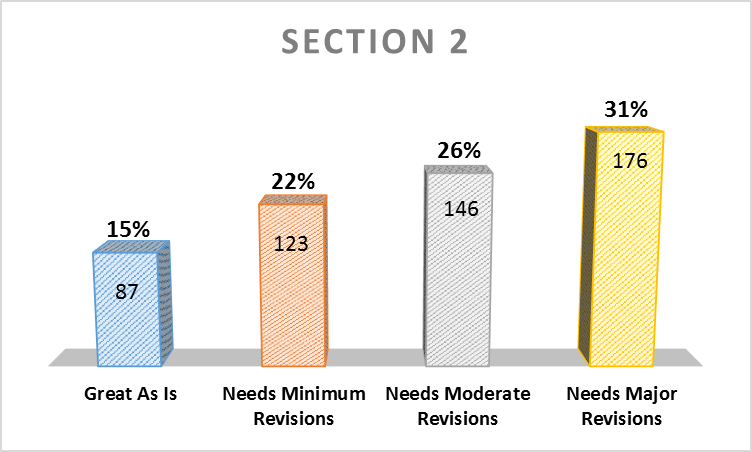 SECTION 2
15%
22%
26%
31%
87
123
146
176
Great As Is
Needs Minimum
Revisions
Needs Moderate
Revisions
Needs Major
Revisions